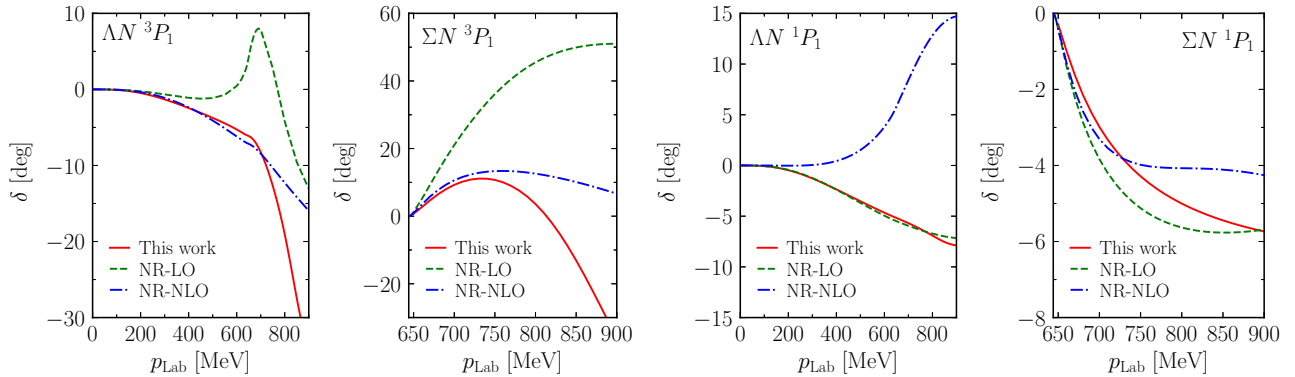 ΛN ³P₁
10
0
−10
−20
−30
δ [deg]
This work
NR-LO
NR-NLO
0 200 400 600 800
p_Lab [MeV]
ΣN ³P₁
40
20
0
−20
δ [deg]
This work
NR-LO
NR-NLO
650 700 750 800 850 900
p_Lab [MeV]
ΛN ¹P₁
15
10
5
0
−5
−10
−15
δ [deg]
This work
NR-LO
NR-NLO
0 200 400 600 800
p_Lab [MeV]
ΣN ¹P₁
0
−2
−4
−6
−8
δ [deg]
This work
NR-LO
NR-NLO
650 700 750 800 850 900
p_Lab [MeV]